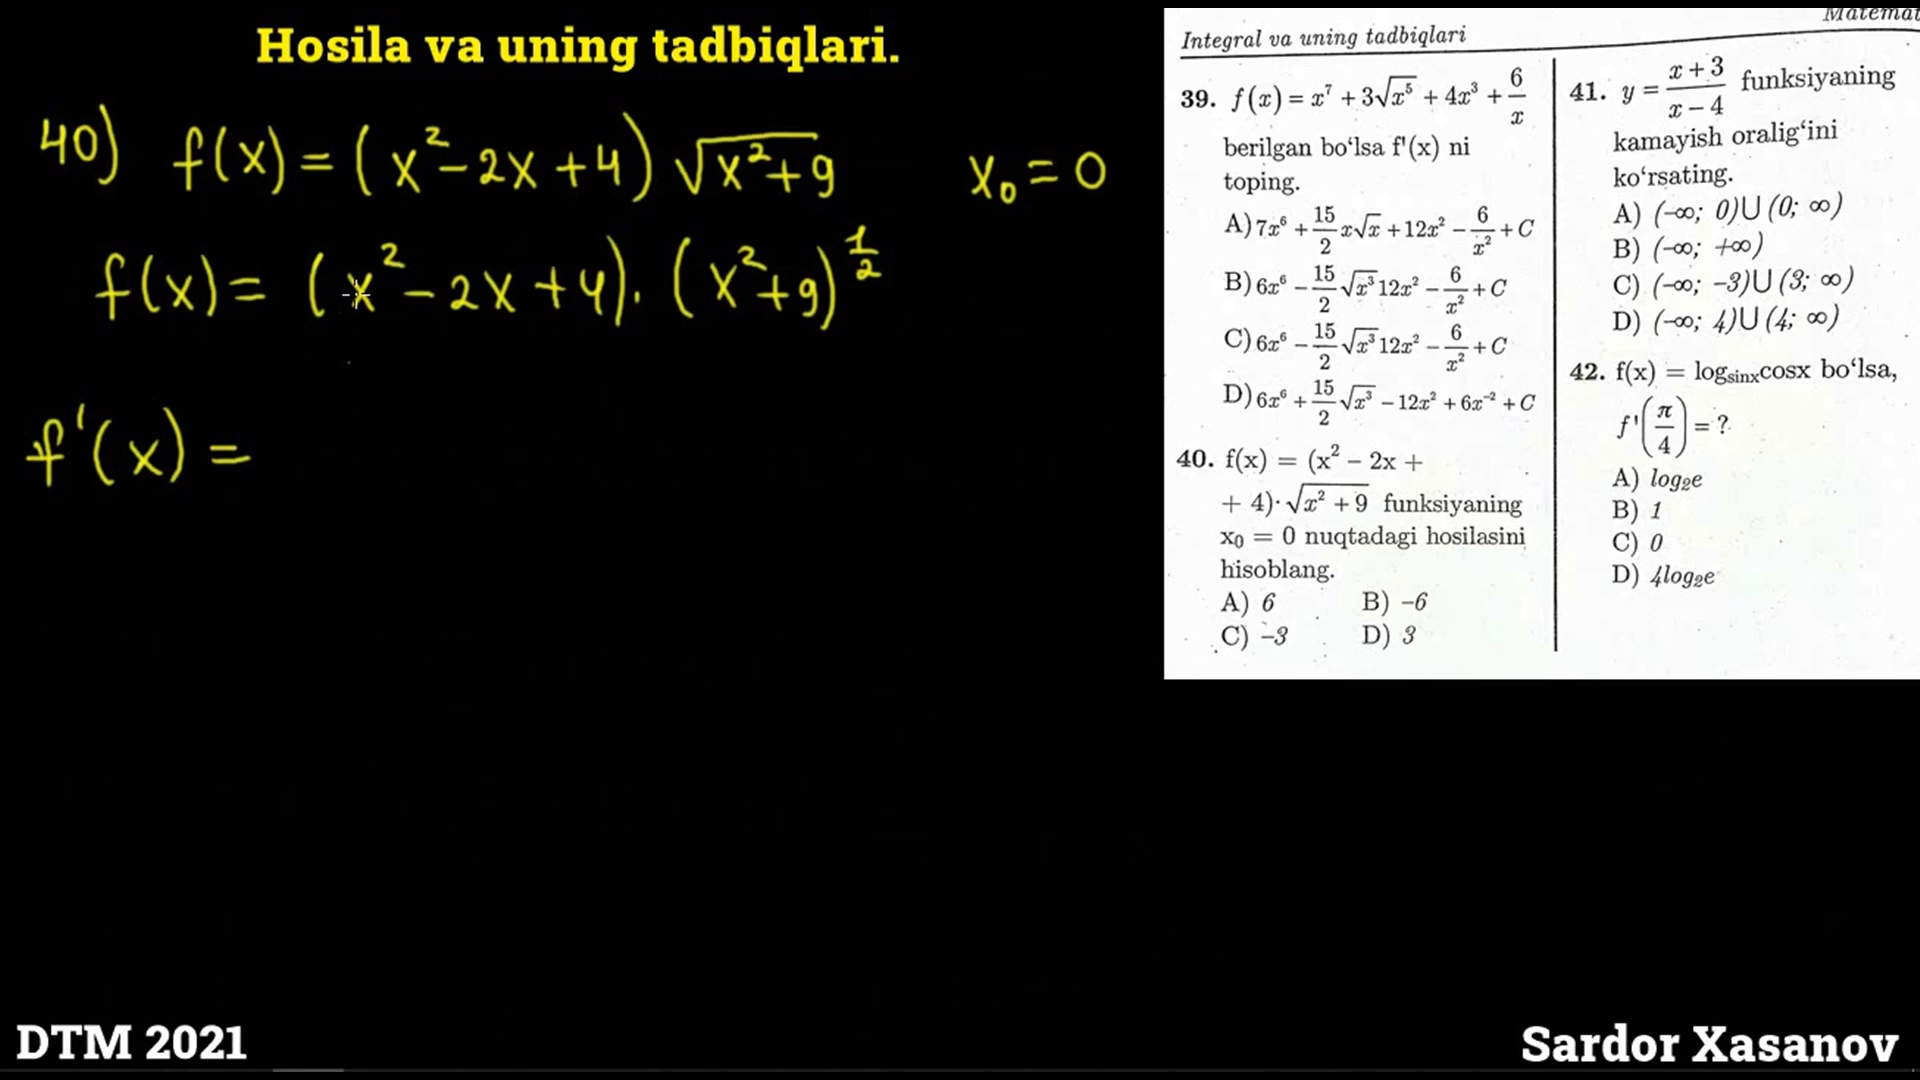 Hosila va uning tadbiqlari.
40) f(x) = (x² - 2x + 4) √(x² + 9) x₀ = 0
f(x) = (x² - 2x + 4) · (x² + 9)^(1/2)
f'(x) =
Matemat
Integral va uning tadbiqlari
39. f(x) = x⁷ + 3√(x⁵) + 4x³ + 6/x
berilgan bo‘lsa f'(x) ni
toping.
A) 7x⁶ + 15/2 x√x + 12x² − 6/x² + C
B) 6x⁶ − 15/2 √(x³) 12x² − 6/x² + C
C) 6x⁶ − 15/2 √(x³) 12x² − 6/x² + C
D) 6x⁶ + 15/2 √(x³) − 12x² + 6x⁻² + C
40. f(x) = (x² − 2x +
+ 4)·√(x² + 9) funksiyaning
x₀ = 0 nuqtadagi hosilasini
hisoblang.
A) 6 B) –6
C) –3 D) 3
41. y = (x + 3)/(x − 4) funksiyaning
kamayish oralig‘ini
ko‘rsating.
A) (-∞; 0)∪(0; ∞)
B) (-∞; +∞)
C) (-∞; –3)∪(3; ∞)
D) (-∞; 4)∪(4; ∞)
42. f(x) = log_sinx cosx bo‘lsa,
f'(π/4) = ?
A) log₂e
B) 1
C) 0
D) 4log₂e
DTM 2021
Sardor Xasanov